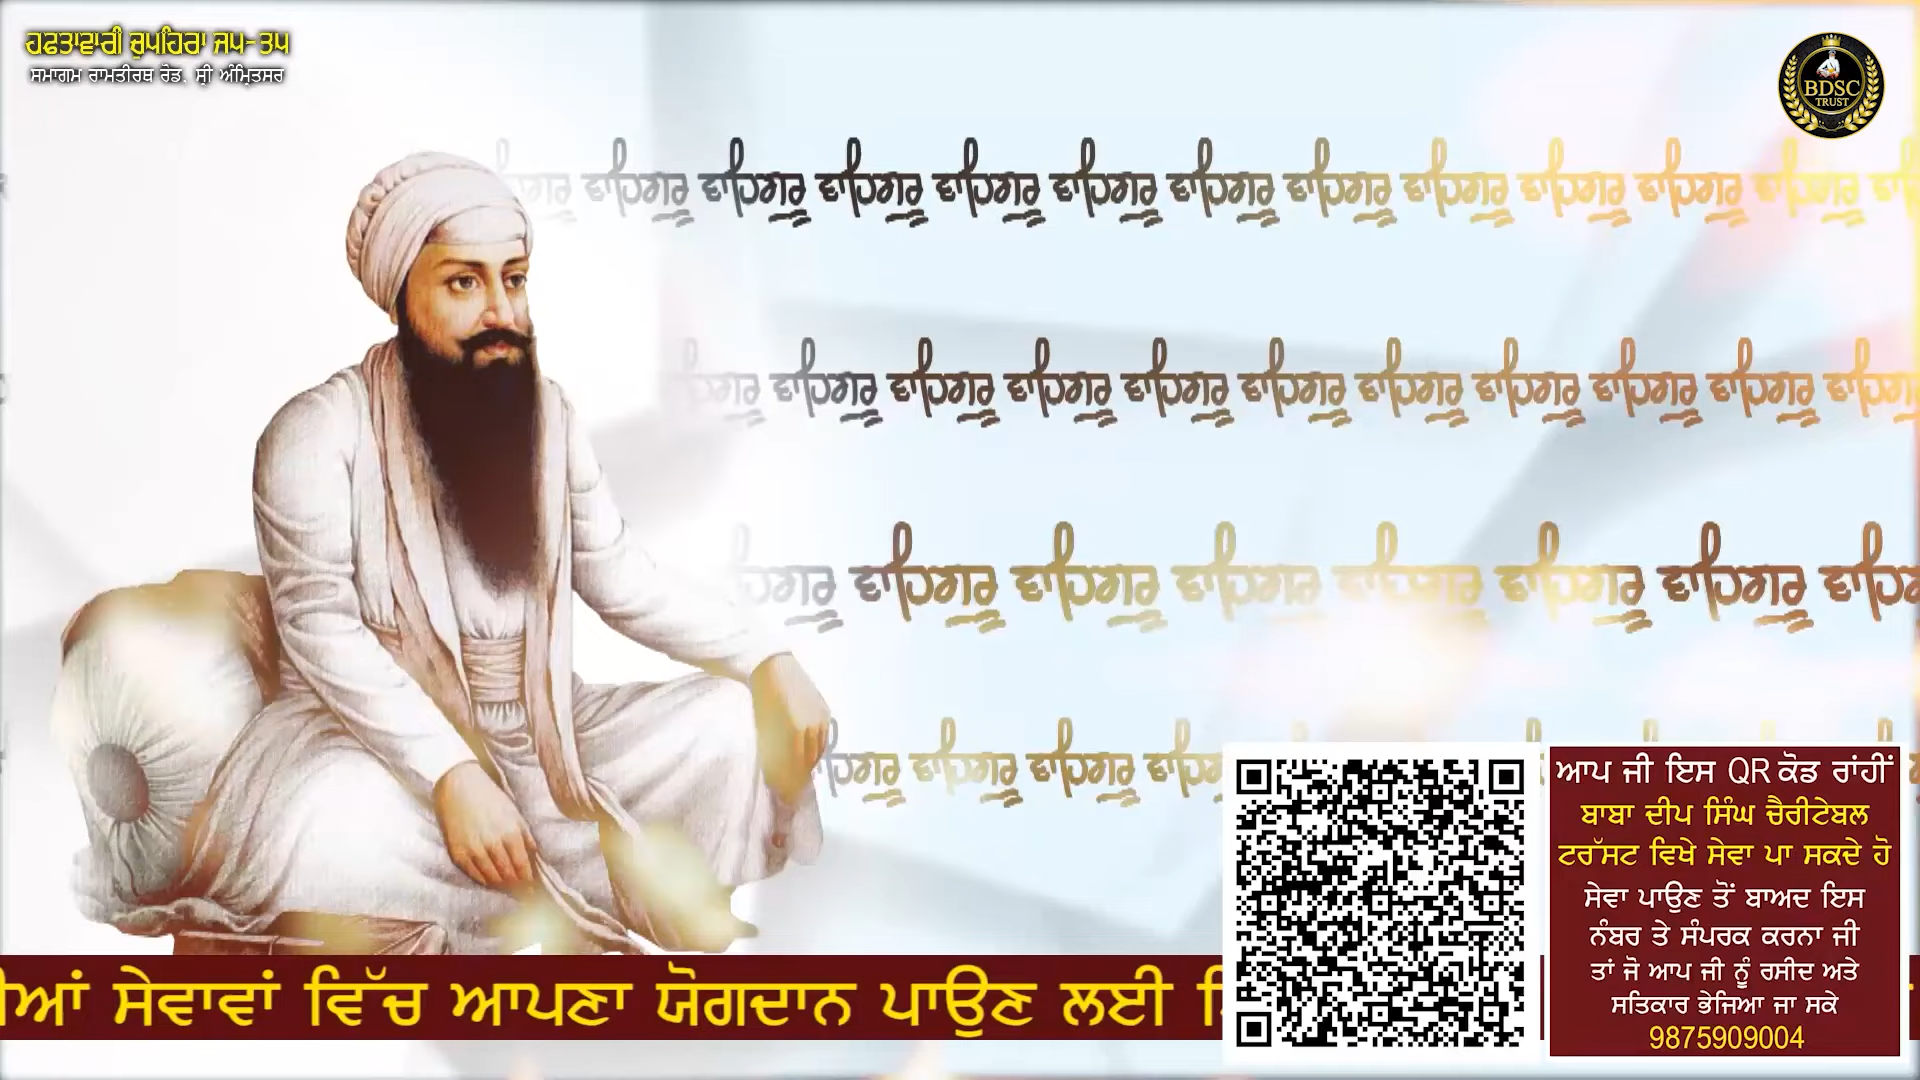 ਹਫਤਾਵਾਰੀ ਚੁਪਹਿਰਾ ਜਪ-ਤਪ
ਸਮਾਗਮ ਰਾਮਤੀਰਥ ਰੋਡ, ਸ੍ਰੀ ਅੰਮ੍ਰਿਤਸਰ
BDSC
TRUST
ਵਾਹਿਗੁਰੂ ਵਾਹਿਗੁਰੂ ਵਾਹਿਗੁਰੂ ਵਾਹਿਗੁਰੂ ਵਾਹਿਗੁਰੂ ਵਾਹਿਗੁਰੂ ਵਾਹਿਗੁਰੂ ਵਾਹਿਗੁਰੂ ਵਾਹਿਗੁਰੂ ਵਾਹਿਗੁਰੂ ਵਾਹਿਗੁਰੂ
ਵਾਹਿਗੁਰੂ ਵਾਹਿਗੁਰੂ ਵਾਹਿਗੁਰੂ ਵਾਹਿਗੁਰੂ ਵਾਹਿਗੁਰੂ ਵਾਹਿਗੁਰੂ ਵਾਹਿਗੁਰੂ ਵਾਹਿਗੁਰੂ ਵਾਹਿਗੁਰੂ
ਵਾਹਿਗੁਰੂ ਵਾਹਿਗੁਰੂ ਵਾਹਿਗੁਰੂ ਵਾਹਿਗੁਰੂ ਵਾਹਿਗੁਰੂ ਵਾਹਿਗੁਰੂ
ਵਾਹਿਗੁਰੂ ਵਾਹਿਗੁਰੂ
ਆਪ ਜੀ ਇਸ QR ਕੋਡ ਰਾਂਹੀਂ
ਬਾਬਾ ਦੀਪ ਸਿੰਘ ਚੈਰੀਟੇਬਲ
ਟਰੱਸਟ ਵਿਖੇ ਸੇਵਾ ਪਾ ਸਕਦੇ ਹੋ
ਸੇਵਾ ਪਾਉਣ ਤੋਂ ਬਾਅਦ ਇਸ
ਨੰਬਰ ਤੇ ਸੰਪਰਕ ਕਰਨਾ ਜੀ
ਤਾਂ ਜੋ ਆਪ ਜੀ ਨੂੰ ਰਸੀਦ ਅਤੇ
ਸਤਿਕਾਰ ਭੇਜਿਆ ਜਾ ਸਕੇ
9875909004
ਸੇਵਾਵਾਂ ਵਿੱਚ ਆਪਣਾ ਯੋਗਦਾਨ ਪਾਉਣ ਲਈ